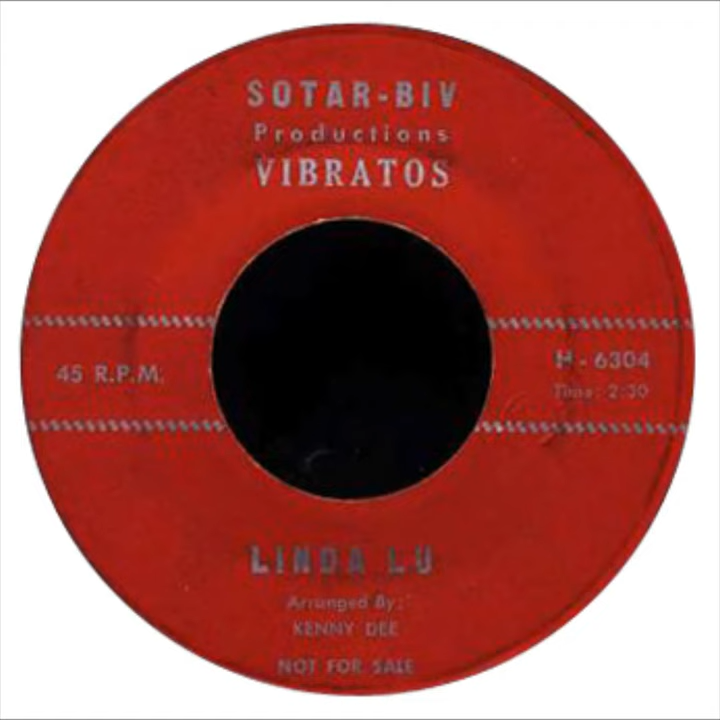 SOTAR-BIV
Productions
VIBRATOS
45 R.P.M.
H-6304
Time: 2:30
LINDA LU
Arranged By:
KENNY DEE
NOT FOR SALE